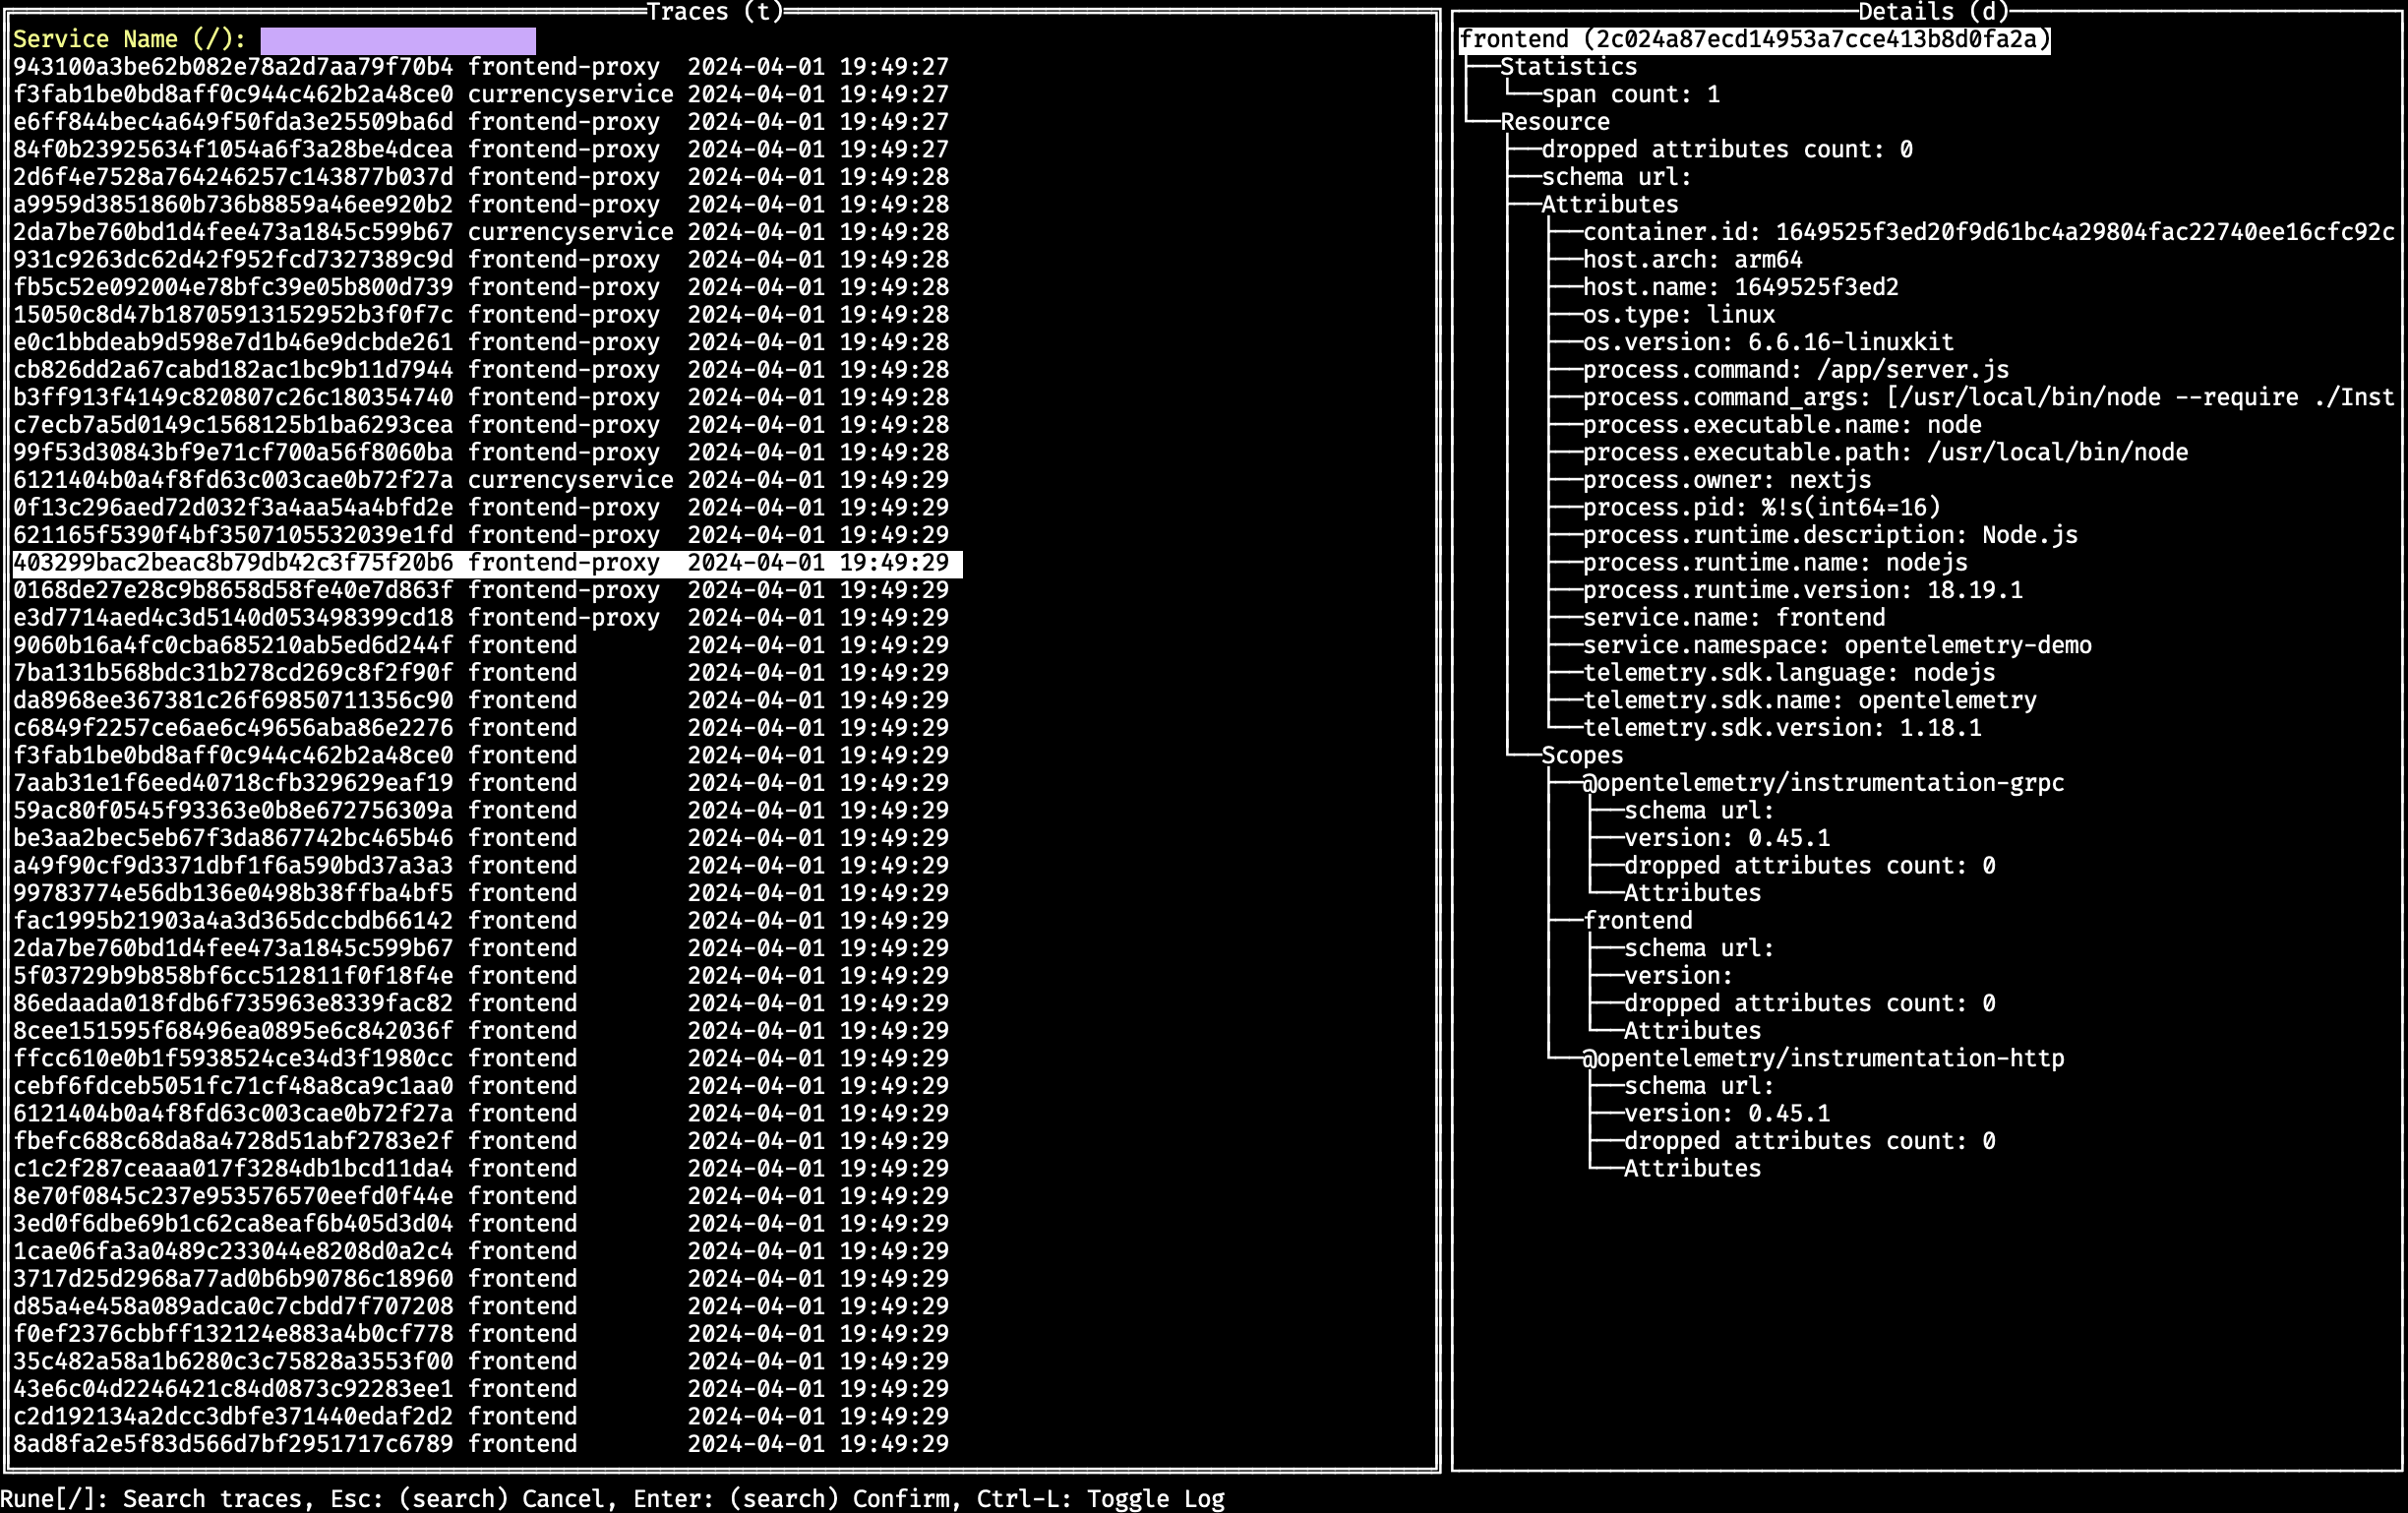 Traces (t)
Service Name (/):
943100a3be62b082e78a2d7aa79f70b4 frontend-proxy 2024-04-01 19:49:27
f3fab1be0bd8aff0c944c462b2a48ce0 currencyservice 2024-04-01 19:49:27
e6ff844bec4a649f50fda3e25509ba6d frontend-proxy 2024-04-01 19:49:27
84f0b23925634f1054a6f3a28be4dcea frontend-proxy 2024-04-01 19:49:27
2d6f4e7528a764246257c143877b037d frontend-proxy 2024-04-01 19:49:28
a9959d3851860b736b8859a46ee920b2 frontend-proxy 2024-04-01 19:49:28
2da7be760bd1d4fee473a1845c599b67 currencyservice 2024-04-01 19:49:28
931c9263dc62d42f952fcd7327389c9d frontend-proxy 2024-04-01 19:49:28
fb5c52e092004e78bfc39e05b800d739 frontend-proxy 2024-04-01 19:49:28
15050c8d47b18705913152952b3f0f7c frontend-proxy 2024-04-01 19:49:28
e0c1bbdeab9d598e7d1b46e9dcbde261 frontend-proxy 2024-04-01 19:49:28
cb826dd2a67cabd182ac1bc9b11d7944 frontend-proxy 2024-04-01 19:49:28
b3ff913f4149c820807c26c180354740 frontend-proxy 2024-04-01 19:49:28
c7ecb7a5d0149c1568125b1ba6293cea frontend-proxy 2024-04-01 19:49:28
99f53d30843bf9e71cf700a56f8060ba frontend-proxy 2024-04-01 19:49:28
6121404b0a4f8fd63c003cae0b72f27a currencyservice 2024-04-01 19:49:29
0f13c296aed72d032f3a4aa54a4bfd2e frontend-proxy 2024-04-01 19:49:29
621165f5390f4bf3507105532039e1fd frontend-proxy 2024-04-01 19:49:29
403299bac2beac8b79db42c3f75f20b6 frontend-proxy 2024-04-01 19:49:29
0168de27e28c9b8658d58fe40e7d863f frontend-proxy 2024-04-01 19:49:29
e3d7714aed4c3d5140d053498399cd18 frontend-proxy 2024-04-01 19:49:29
9060b16a4fc0cba685210ab5ed6d244f frontend 2024-04-01 19:49:29
7ba131b568bdc31b278cd269c8f2f90f frontend 2024-04-01 19:49:29
da8968ee367381c26f69850711356c90 frontend 2024-04-01 19:49:29
c6849f2257ce6ae6c49656aba86e2276 frontend 2024-04-01 19:49:29
f3fab1be0bd8aff0c944c462b2a48ce0 frontend 2024-04-01 19:49:29
7aab31e1f6eed40718cfb329629eaf19 frontend 2024-04-01 19:49:29
59ac80f0545f93363e0b8e672756309a frontend 2024-04-01 19:49:29
be3aa2bec5eb67f3da867742bc465b46 frontend 2024-04-01 19:49:29
a49f90cf9d3371dbf1f6a590bd37a3a3 frontend 2024-04-01 19:49:29
99783774e56db136e0498b38ffba4bf5 frontend 2024-04-01 19:49:29
fac1995b21903a4a3d365dccbdb66142 frontend 2024-04-01 19:49:29
2da7be760bd1d4fee473a1845c599b67 frontend 2024-04-01 19:49:29
5f03729b9b858bf6cc512811f0f18f4e frontend 2024-04-01 19:49:29
86edaada018fdb6f735963e8339fac82 frontend 2024-04-01 19:49:29
8cee151595f68496ea0895e6c842036f frontend 2024-04-01 19:49:29
ffcc610e0b1f5938524ce34d3f1980cc frontend 2024-04-01 19:49:29
cebf6fdceb5051fc71cf48a8ca9c1aa0 frontend 2024-04-01 19:49:29
6121404b0a4f8fd63c003cae0b72f27a frontend 2024-04-01 19:49:29
fbefc688c68da8a4728d51abf2783e2f frontend 2024-04-01 19:49:29
c1c2f287ceaaa017f3284db1bcd11da4 frontend 2024-04-01 19:49:29
8e70f0845c237e953576570eefd0f44e frontend 2024-04-01 19:49:29
3ed0f6dbe69b1c62ca8eaf6b405d3d04 frontend 2024-04-01 19:49:29
1cae06fa3a0489c233044e8208d0a2c4 frontend 2024-04-01 19:49:29
3717d25d2968a77ad0b6b90786c18960 frontend 2024-04-01 19:49:29
d85a4e458a089adca0c7cbdd7f707208 frontend 2024-04-01 19:49:29
f0ef2376cbbff132124e883a4b0cf778 frontend 2024-04-01 19:49:29
35c482a58a1b6280c3c75828a3553f00 frontend 2024-04-01 19:49:29
43e6c04d2246421c84d0873c92283ee1 frontend 2024-04-01 19:49:29
c2d192134a2dcc3dbfe371440edaf2d2 frontend 2024-04-01 19:49:29
8ad8fa2e5f83d566d7bf2951717c6789 frontend 2024-04-01 19:49:29
Details (d)
frontend (2c024a87ecd14953a7cce413b8d0fa2a)
Statistics
span count: 1
Resource
dropped attributes count: 0
schema url:
Attributes
container.id: 1649525f3ed20f9d61bc4a29804fac22740ee16cfc92c
host.arch: arm64
host.name: 1649525f3ed2
os.type: linux
os.version: 6.6.16-linuxkit
process.command: /app/server.js
process.command_args: [/usr/local/bin/node --require ./Inst
process.executable.name: node
process.executable.path: /usr/local/bin/node
process.owner: nextjs
process.pid: %!s(int64=16)
process.runtime.description: Node.js
process.runtime.name: nodejs
process.runtime.version: 18.19.1
service.name: frontend
service.namespace: opentelemetry-demo
telemetry.sdk.language: nodejs
telemetry.sdk.name: opentelemetry
telemetry.sdk.version: 1.18.1
Scopes
@opentelemetry/instrumentation-grpc
schema url:
version: 0.45.1
dropped attributes count: 0
Attributes
frontend
schema url:
version:
dropped attributes count: 0
Attributes
@opentelemetry/instrumentation-http
schema url:
version: 0.45.1
dropped attributes count: 0
Attributes
Rune[/]: Search traces, Esc: (search) Cancel, Enter: (search) Confirm, Ctrl-L: Toggle Log